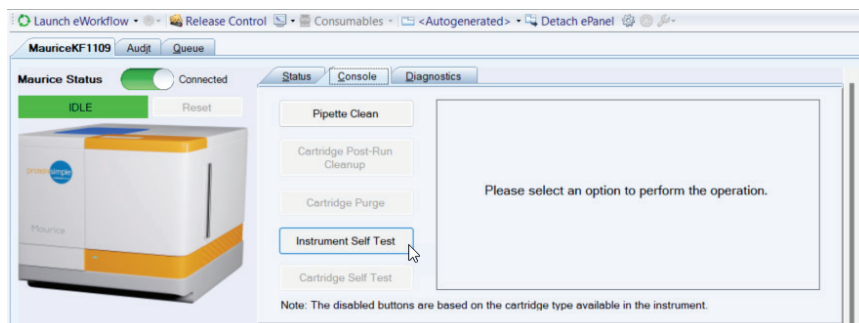 Launch eWorkflow Release Control Consumables <Autogenerated> Detach ePanel
MauriceKF1109 Audit Queue
Maurice Status Connected
Status Console Diagnostics
IDLE Reset
Pipette Clean
Cartridge Post-Run
Cleanup
Please select an option to perform the operation.
proteinsimple
Cartridge Purge
Maurice
Instrument Self Test
Cartridge Self Test
Note: The disabled buttons are based on the cartridge type available in the instrument.